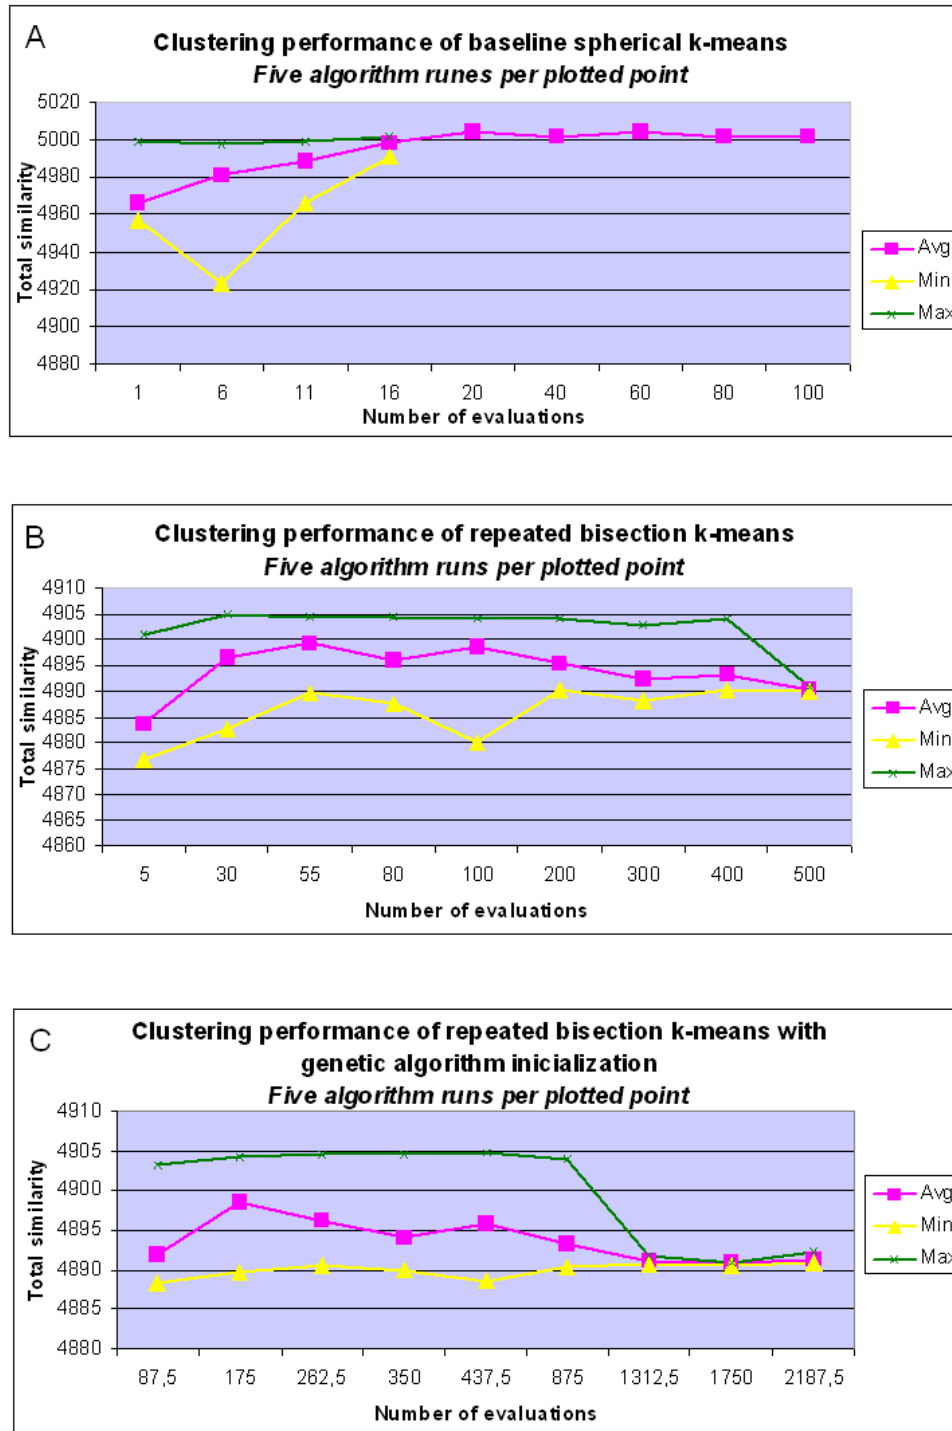 A
Clustering performance of baseline spherical k-means
Five algorithm runes per plotted point
Total similarity
5020
5000
4980
4960
4940
4920
4900
4880
1 6 11 16 20 40 60 80 100
Number of evaluations
Avg
Min
Max
B
Clustering performance of repeated bisection k-means
Five algorithm runs per plotted point
Total similarity
4910
4905
4900
4895
4890
4885
4880
4875
4870
4865
4860
5 30 55 80 100 200 300 400 500
Number of evaluations
Avg
Min
Max
C
Clustering performance of repeated bisection k-means with
genetic algorithm inicialization
Five algorithm runs per plotted point
Total similarity
4910
4905
4900
4895
4890
4885
4880
87,5 175 262,5 350 437,5 875 1312,5 1750 2187,5
Number of evaluations
Avg
Min
Max